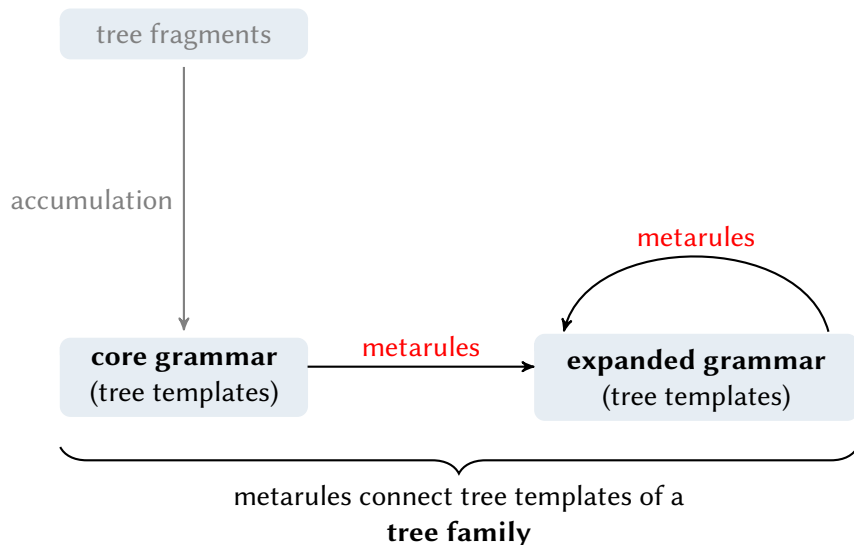 tree fragments
accumulation
metarules
core grammar
(tree templates)
metarules
expanded grammar
(tree templates)
metarules connect tree templates of a
tree family